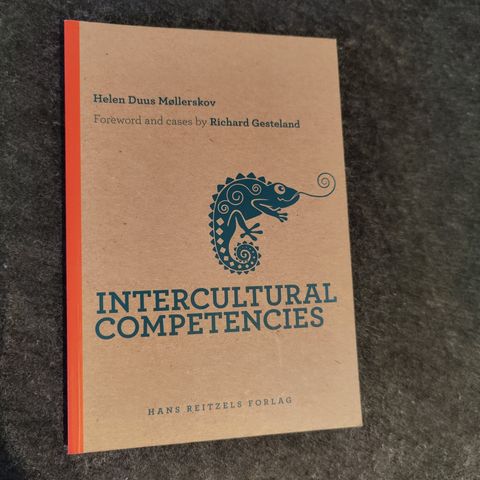 Helen Duus Møllerskov
Foreword and cases by Richard Gesteland
INTERCULTURAL
COMPETENCIES
HANS REITZELS FORLAG